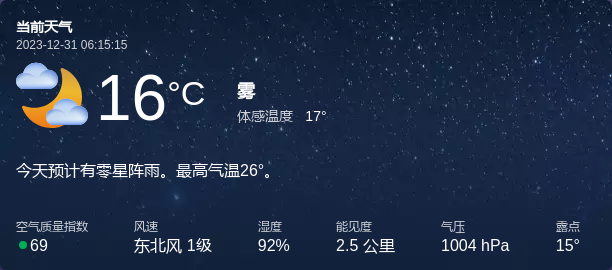 当前天气
2023-12-31 06:15:15
16°C
雾
体感温度 17°
今天预计有零星阵雨。最高气温26°。
空气质量指数 风速 湿度 能见度 气压 露点
69 东北风 1级 92% 2.5 公里 1004 hPa 15°